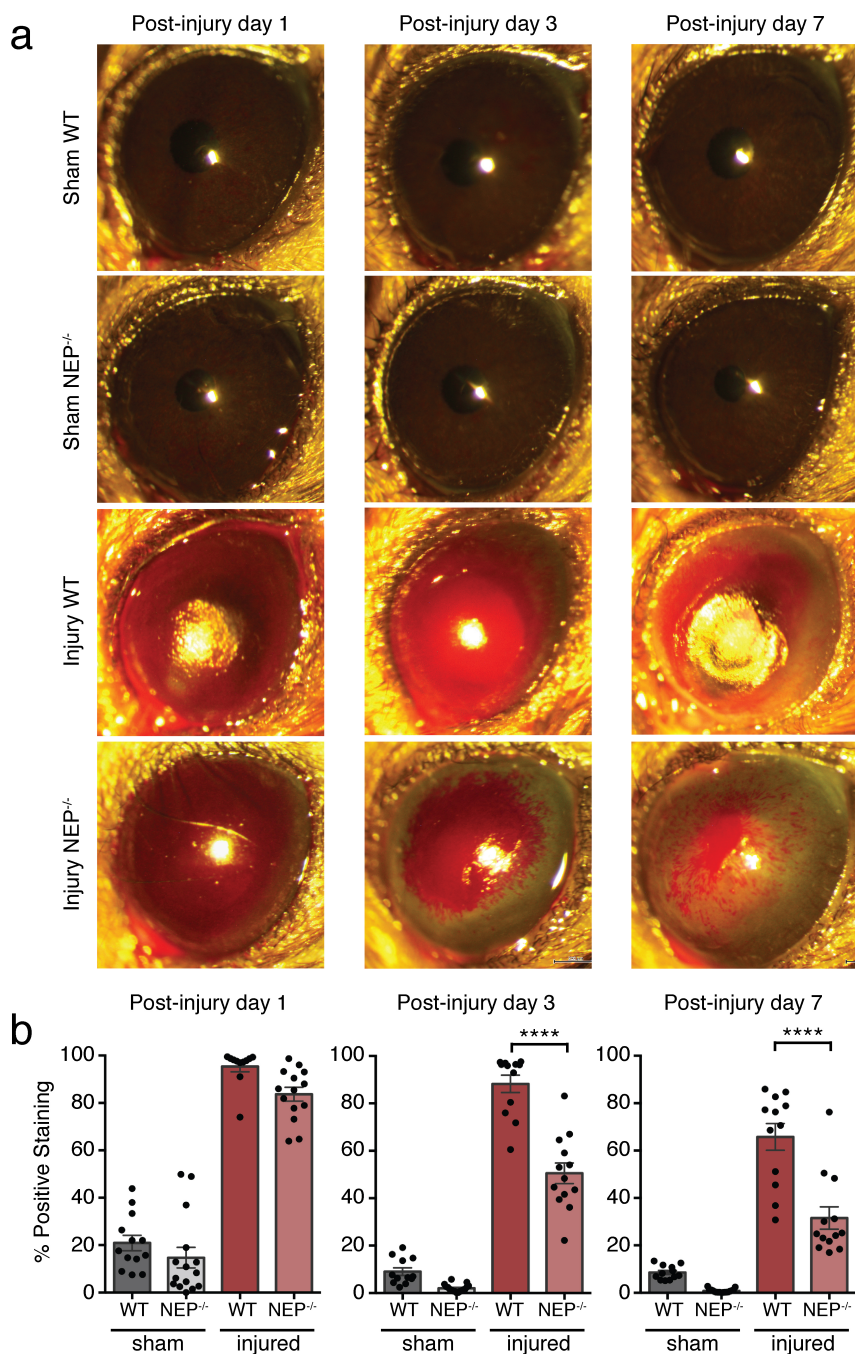 a
Post-injury day 1
Post-injury day 3
Post-injury day 7
Sham WT
Sham NEP-/-
Injury WT
Injury NEP-/-
b
Post-injury day 1
Post-injury day 3
Post-injury day 7
% Positive Staining
100
80
60
40
20
0
WT
NEP-/-
WT
NEP-/-
sham
injured
100
80
60
40
20
0
****
WT
NEP-/-
WT
NEP-/-
sham
injured
100
80
60
40
20
0
****
WT
NEP-/-
WT
NEP-/-
sham
injured